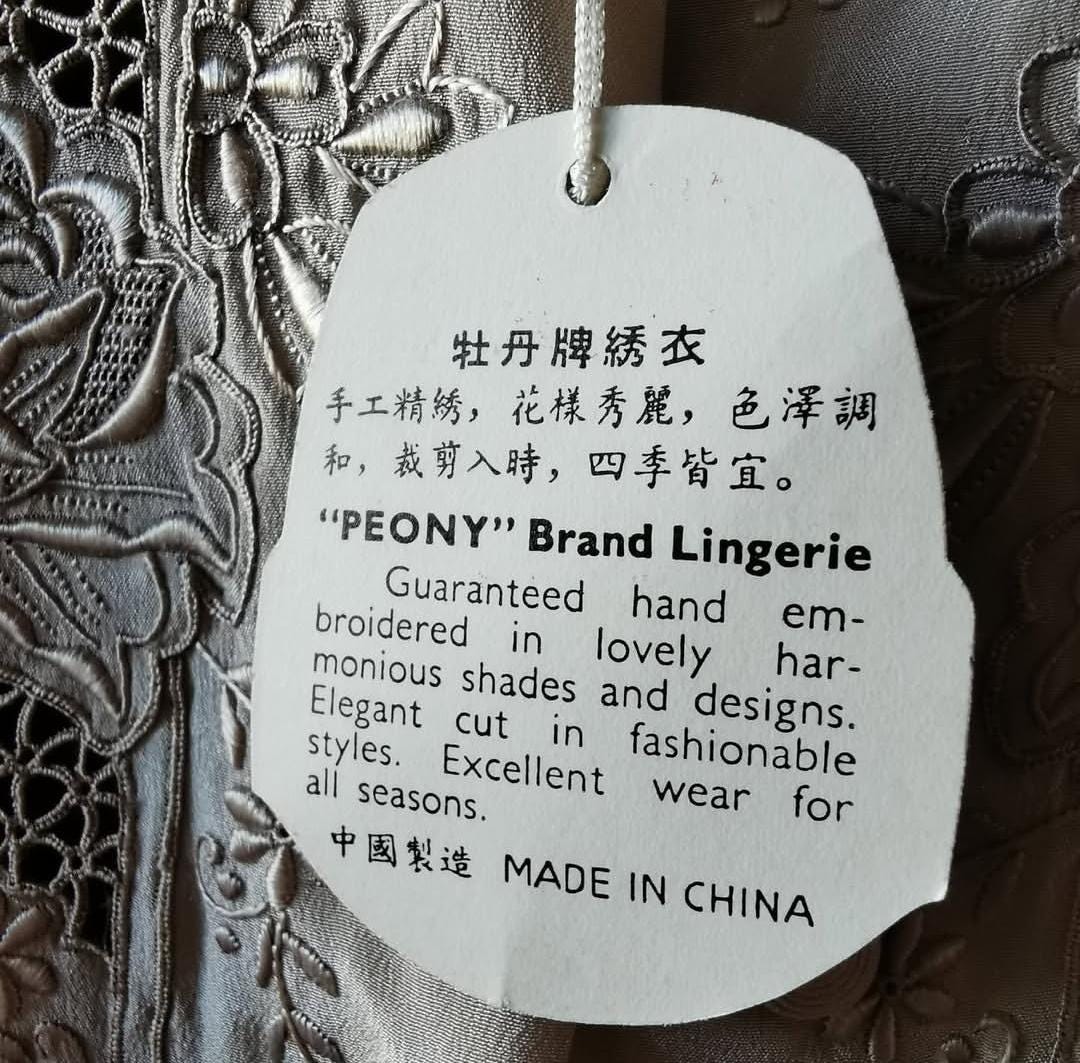 牡丹牌綉衣
手工精綉，花樣秀麗，色澤調
和，裁剪入時，四季皆宜。
“PEONY” Brand Lingerie
Guaranteed hand em-
broidered in lovely har-
monious shades and designs.
Elegant cut in fashionable
styles. Excellent wear for
all seasons.
中國製造 MADE IN CHINA